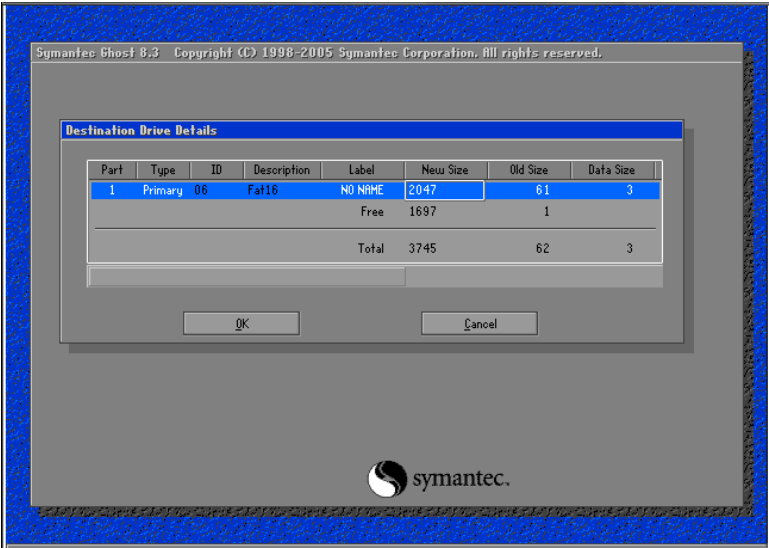 Symantec Ghost 8.3 Copyright (C) 1998-2005 Symantec Corporation. All rights reserved.
Destination Drive Details
Part Type ID Description Label New Size Old Size Data Size
1 Primary 06 Fat16 NO NAME 2047 61 3
Free 1697 1
Total 3745 62 3
OK Cancel
symantec.